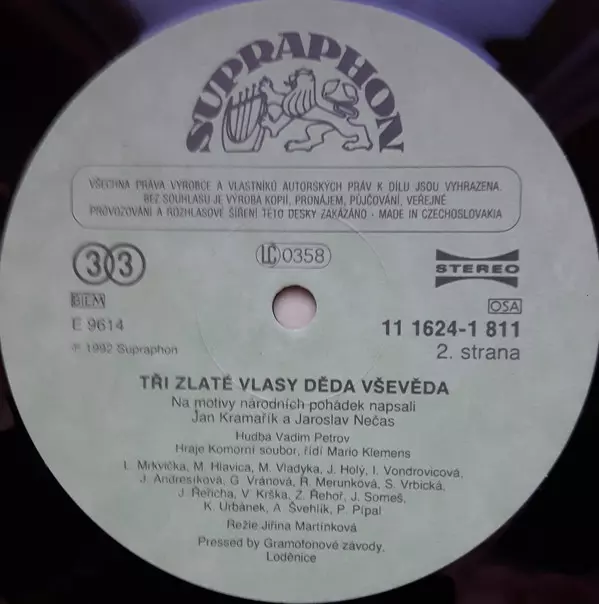 SUPRAPHON
VŠECHNA PRÁVA VÝROBCE A VLASTNÍKŮ AUTORSKÝCH PRÁV K DÍLU JSOU VYHRAZENA.
BEZ SOUHLASU JE VÝROBA KOPIÍ, PRONÁJEM, PŮJČOVÁNÍ, VEŘEJNÉ
PROVOZOVÁNÍ A ROZHLASOVÉ ŠÍŘENÍ TÉTO DESKY ZAKÁZÁNO · MADE IN CZECHOSLOVAKIA
33
LC 0358
STEREO
BIEM
OSA
E 9614
11 1624-1 811
℗ 1992 Supraphon
2. strana
TŘI ZLATÉ VLASY DĚDA VŠEVĚDA
Na motivy národních pohádek napsali
Jan Kramařík a Jaroslav Nečas
Hudba Vadim Petrov
Hraje Komorní soubor, řídí Mario Klemens
L. Mrkvička, M. Hlavica, M. Vladyka, J. Holý, I. Vondrovicová,
J. Andresíková, G. Vránová, R. Merunková, S. Vrbická,
J. Řeřicha, V. Krška, Z. Řehoř, J. Someš,
K. Urbánek, A. Švehlík, P. Pípal
Režie Jiřina Martínková
Pressed by Gramofonové závody,
Loděnice